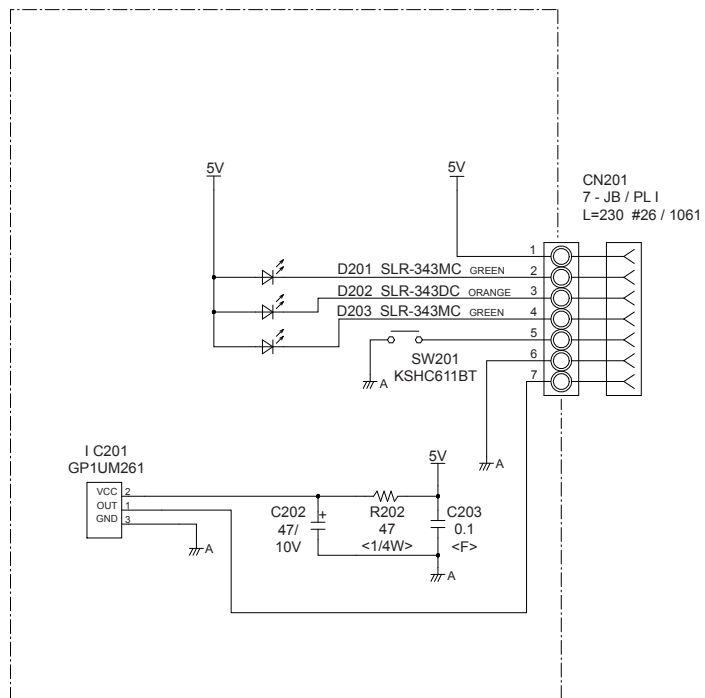 5V
5V
CN201
7 - JB / PL I
L=230 #26 / 1061
1
D201 SLR-343MC GREEN 2
D202 SLR-343DC ORANGE 3
D203 SLR-343MC GREEN 4
5
SW201
KSHC611BT
A
6
7
A
I C201
GP1UM261
VCC 2
OUT 1
GND 3
A
5V
C202
47/
10V
+
R202
47
<1/4W>
C203
0.1
<F>
A